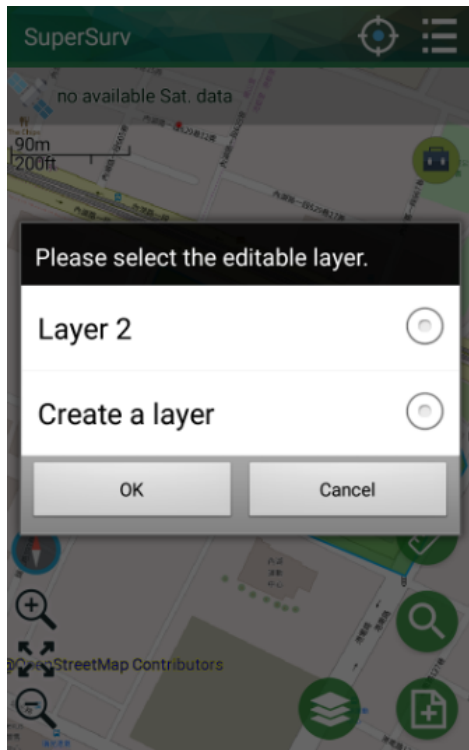 SuperSurv
no available Sat. data
90m
200ft
Please select the editable layer.
Layer 2
Create a layer
OK
Cancel
@OpenStreetMap Contributors